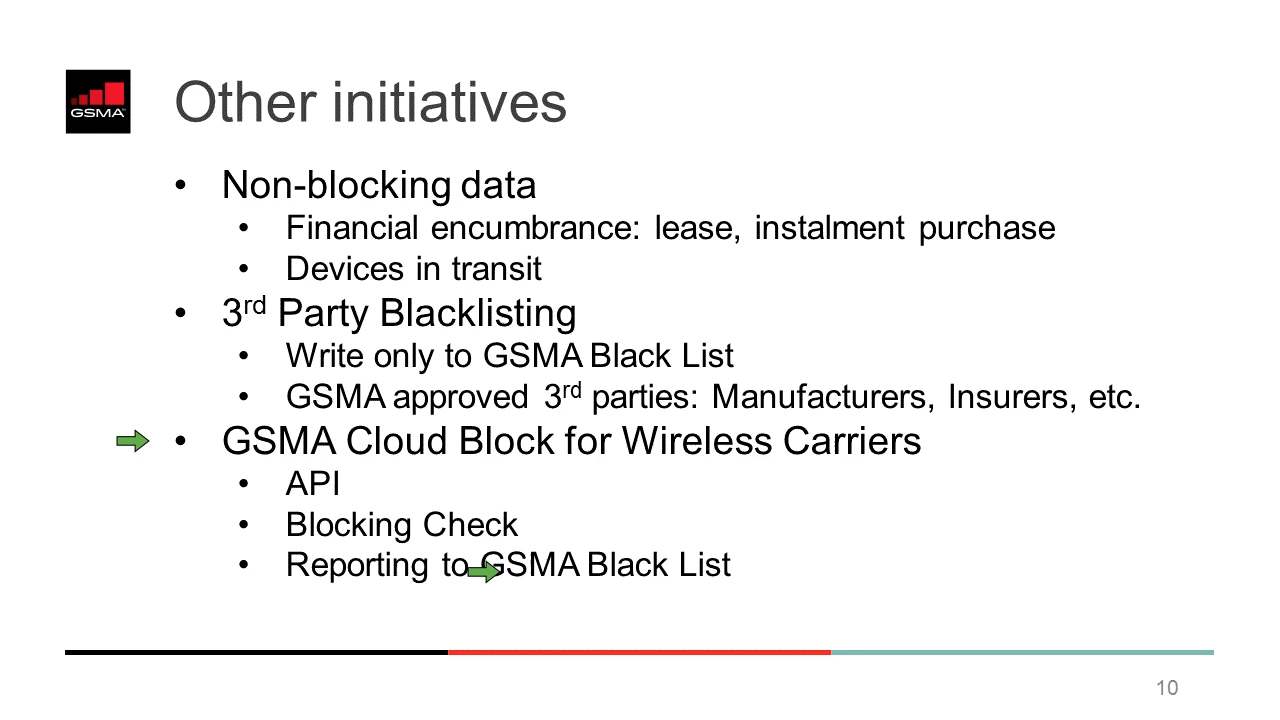 GSMA
Other initiatives
• Non-blocking data
• Financial encumbrance: lease, instalment purchase
• Devices in transit
• 3rd Party Blacklisting
• Write only to GSMA Black List
• GSMA approved 3rd parties: Manufacturers, Insurers, etc.
• GSMA Cloud Block for Wireless Carriers
• API
• Blocking Check
• Reporting to GSMA Black List
10